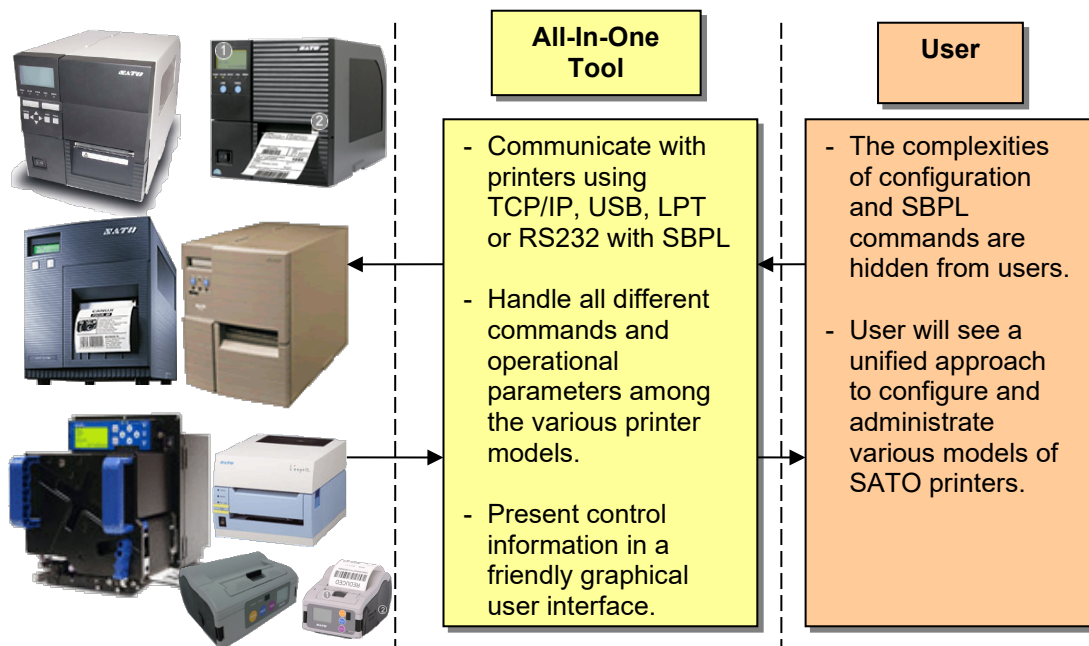 All-In-One
Tool
User
- Communicate with
printers using
TCP/IP, USB, LPT
or RS232 with SBPL
- Handle all different
commands and
operational
parameters among
the various printer
models.
- Present control
information in a
friendly graphical
user interface.
- The complexities
of configuration
and SBPL
commands are
hidden from users.
- User will see a
unified approach
to configure and
administrate
various models of
SATO printers.
SATO
1
SATO
2
SATO
REDUCED
2